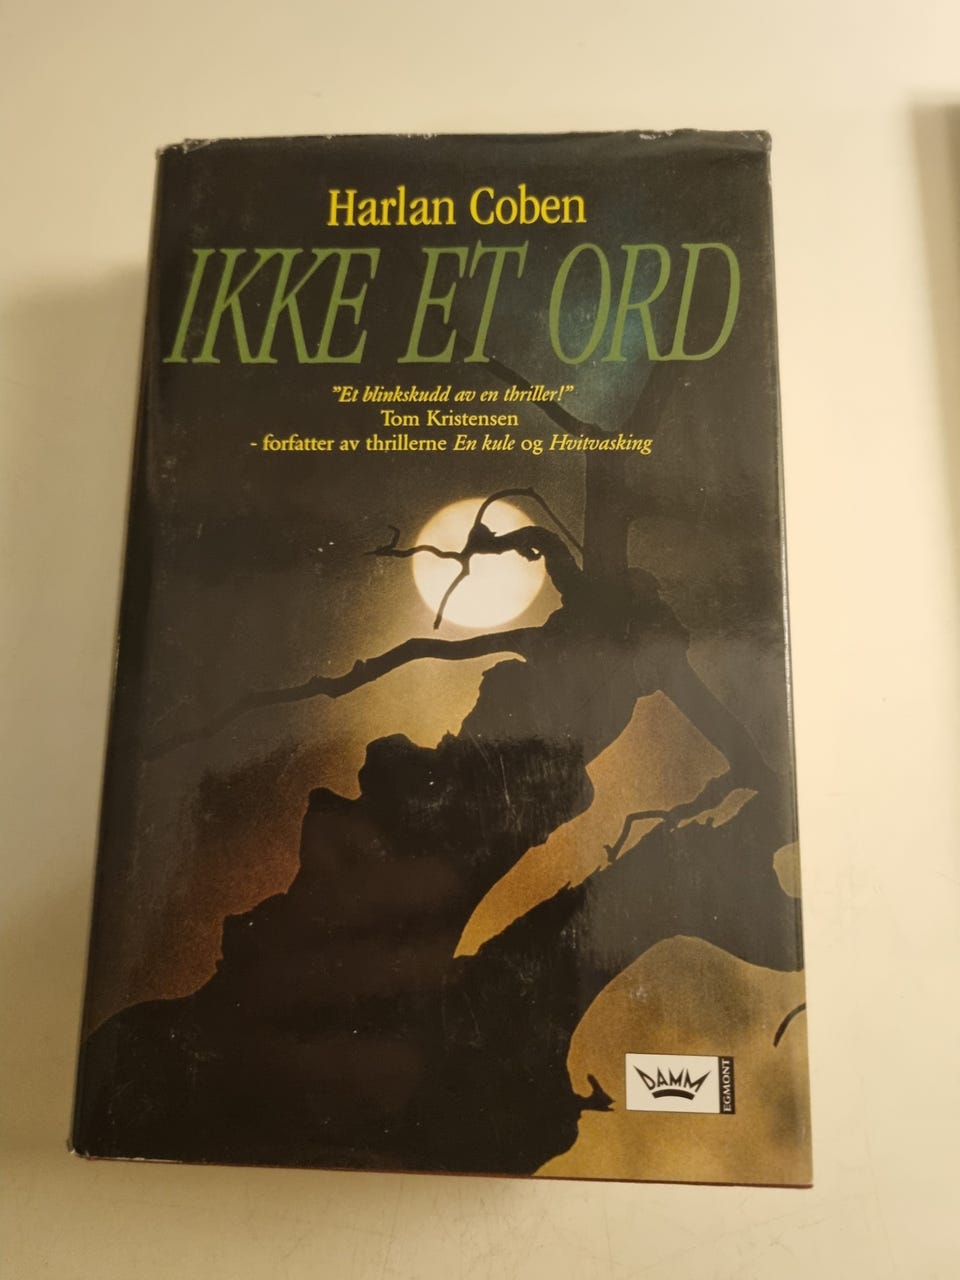 Harlan Coben
IKKE ET ORD
”Et blinkskudd av en thriller!”
Tom Kristensen
- forfatter av thrillerne En kule og Hvitvasking
DAMM
EGMONT